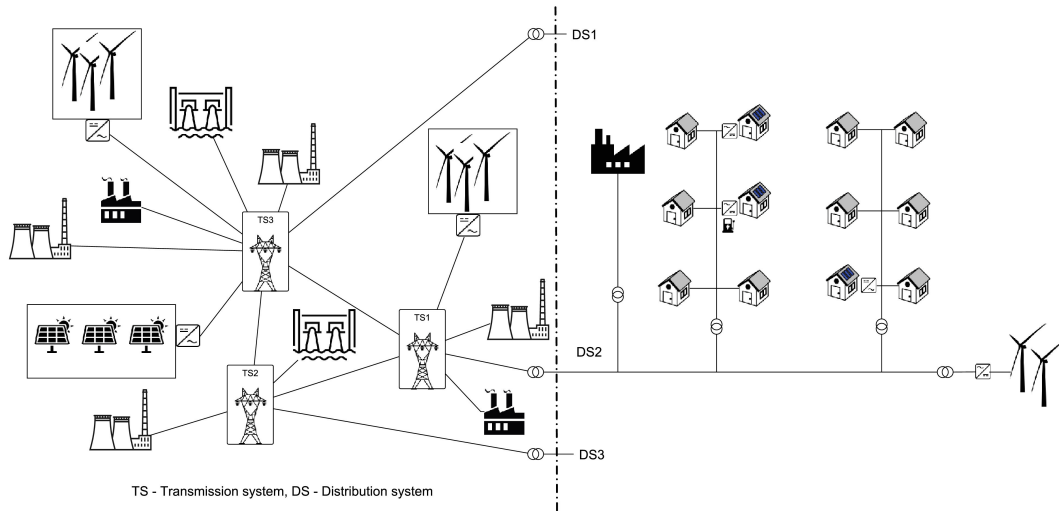 DS1
TS3
TS1
DS2
TS2
DS3
TS - Transmission system, DS - Distribution system